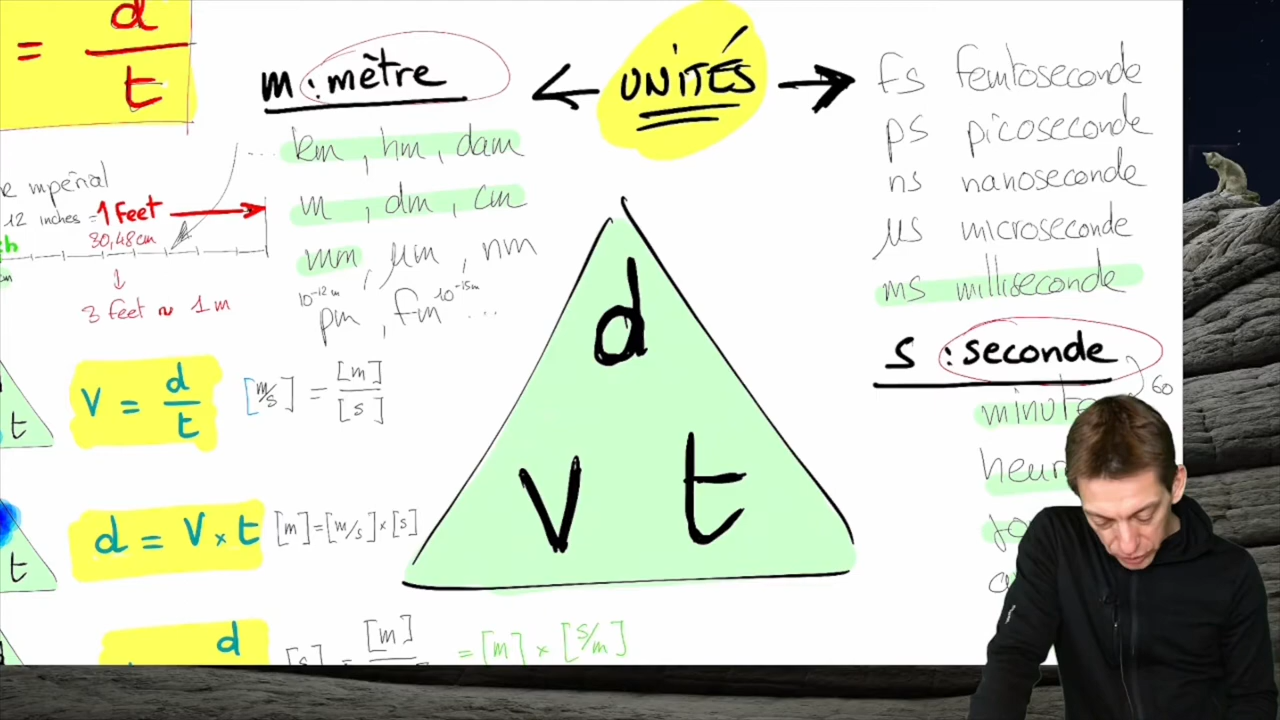 = d
t
m : mètre
← UNITÉS →
km, hm, dam
m, dm, cm
mm, µm, nm
10⁻¹²m 10⁻¹⁵m
pm, fm ...
fs femtoseconde
ps picoseconde
ns nanoseconde
µs microseconde
ms milliseconde
s : seconde
60
impérial
12 inches = 1 Feet
30,48cm
3 feet ~ 1m
t
V = d/t [m/s] = [m]/[s]
d
V t
t
d = V × t [m] = [m/s] × [s]
d
[s] = [m] = [m] × [s/m]